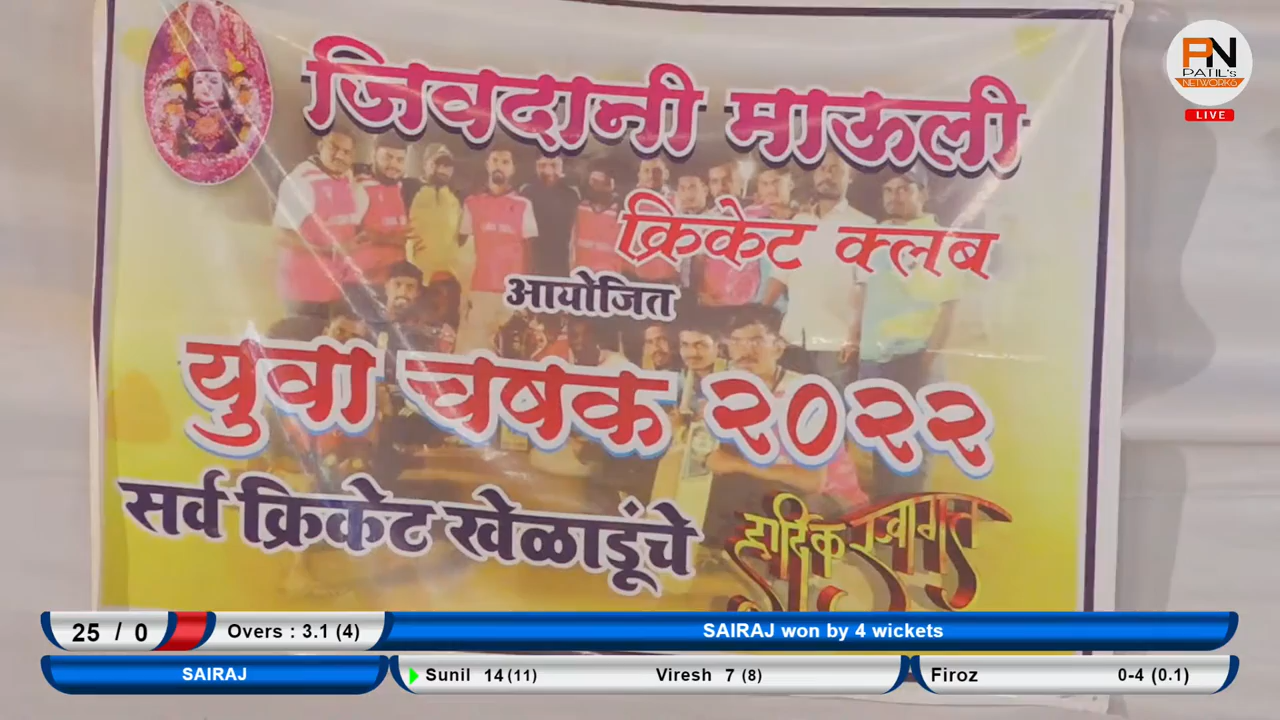 जिवदानी माऊली
क्रिकेट क्लब
आयोजित
युवा चषक २०२२
सर्व क्रिकेट खेळाडूंचे
हार्दिक स्वागत
PN
PATIL's
NETWORKS
LIVE
25 / 0 Overs : 3.1 (4) SAIRAJ won by 4 wickets
SAIRAJ Sunil 14 (11) Viresh 7 (8) Firoz 0-4 (0.1)